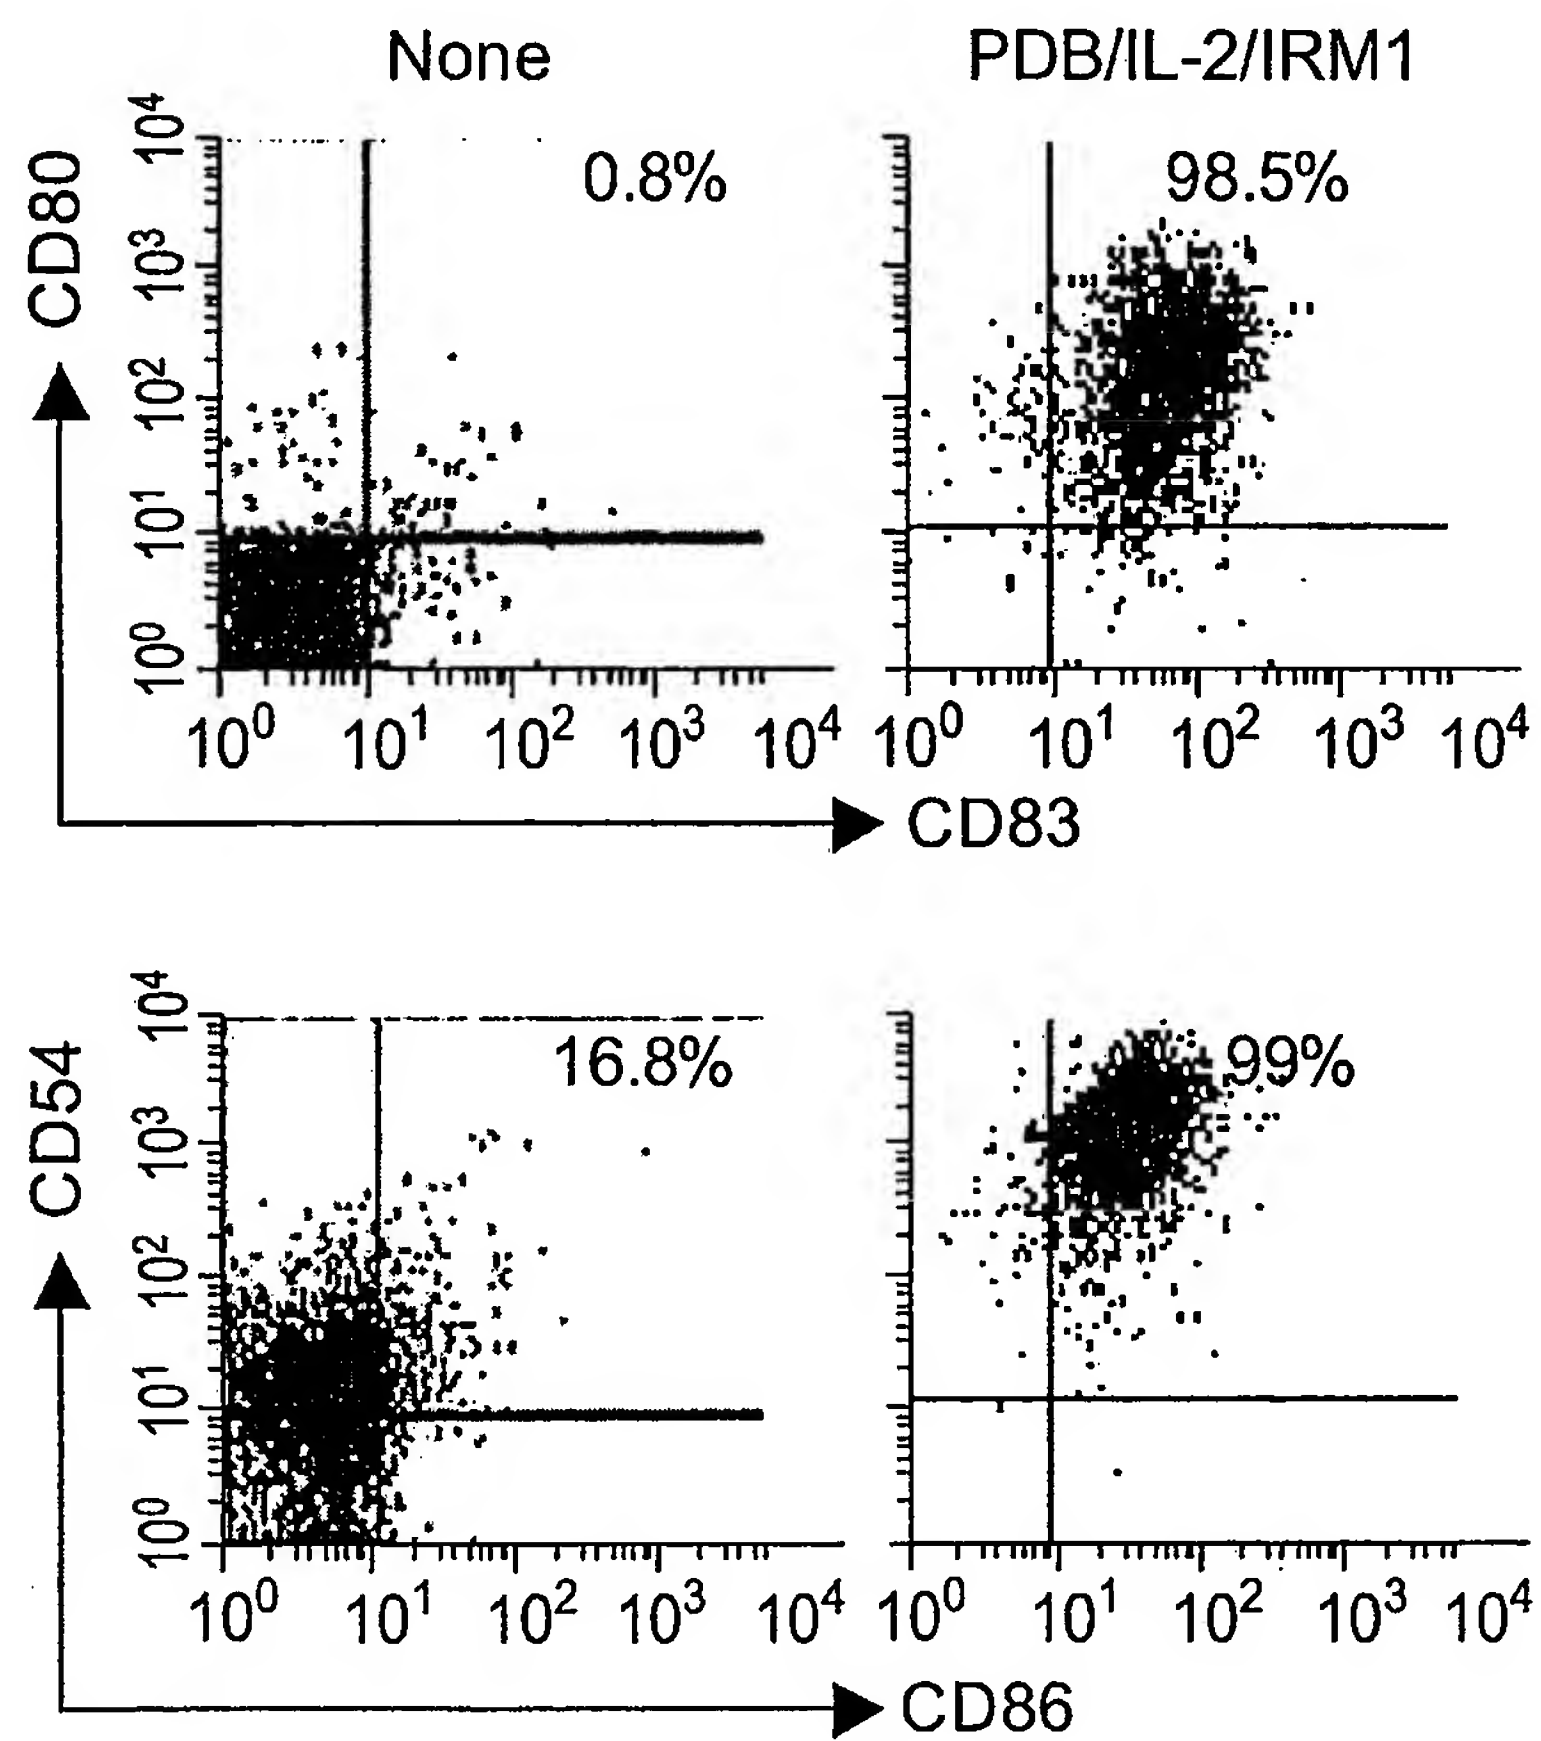 None PDB/IL-2/IRM1
CD80
10⁴ 10³ 10² 10¹ 10⁰
0.8% 98.5%
10⁰ 10¹ 10² 10³ 10⁴ 10⁰ 10¹ 10² 10³ 10⁴
CD83
CD54
10⁴ 10³ 10² 10¹ 10⁰
16.8% 99%
10⁰ 10¹ 10² 10³ 10⁴ 10⁰ 10¹ 10² 10³ 10⁴
CD86